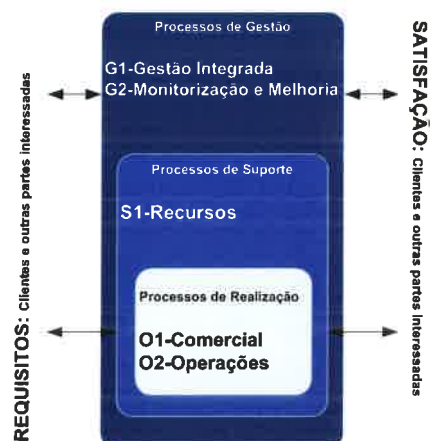 Processos de Gestão
G1-Gestão Integrada
G2-Monitorização e Melhoria
Processos de Suporte
S1-Recursos
Processos de Realização
O1-Comercial
O2-Operações
REQUISITOS: Clientes e outras partes interessadas
SATISFAÇÃO: Clientes e outras partes interessadas